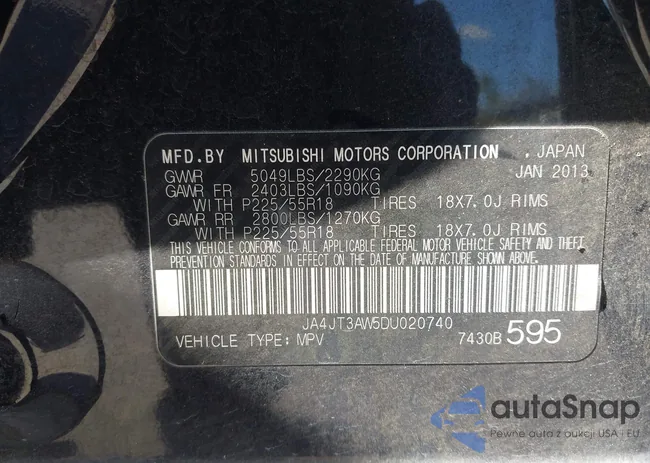 MFD.BY MITSUBISHI MOTORS CORPORATION , JAPAN
GVWR 5049LBS/2290KG JAN 2013
GAWR FR 2403LBS/1090KG
WITH P225/55R18 TIRES 18X7.0J RIMS
GAWR RR 2800LBS/1270KG
WITH P225/55R18 TIRES 18X7.0J RIMS
THIS VEHICLE CONFORMS TO ALL APPLICABLE FEDERAL MOTOR VEHICLE SAFETY AND THEFT
PREVENTION STANDARDS IN EFFECT ON THE DATE OF MANUFACTURE SHOWN ABOVE.
JA4JT3AW5DU020740
VEHICLE TYPE: MPV 7430B 595
autaSnap
Pewne auto z aukcji USA i EU